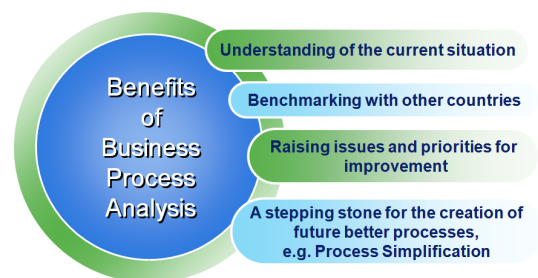 Benefits
of
Business
Process
Analysis
Understanding of the current situation
Benchmarking with other countries
Raising issues and priorities for
improvement
A stepping stone for the creation of
future better processes,
e.g. Process Simplification